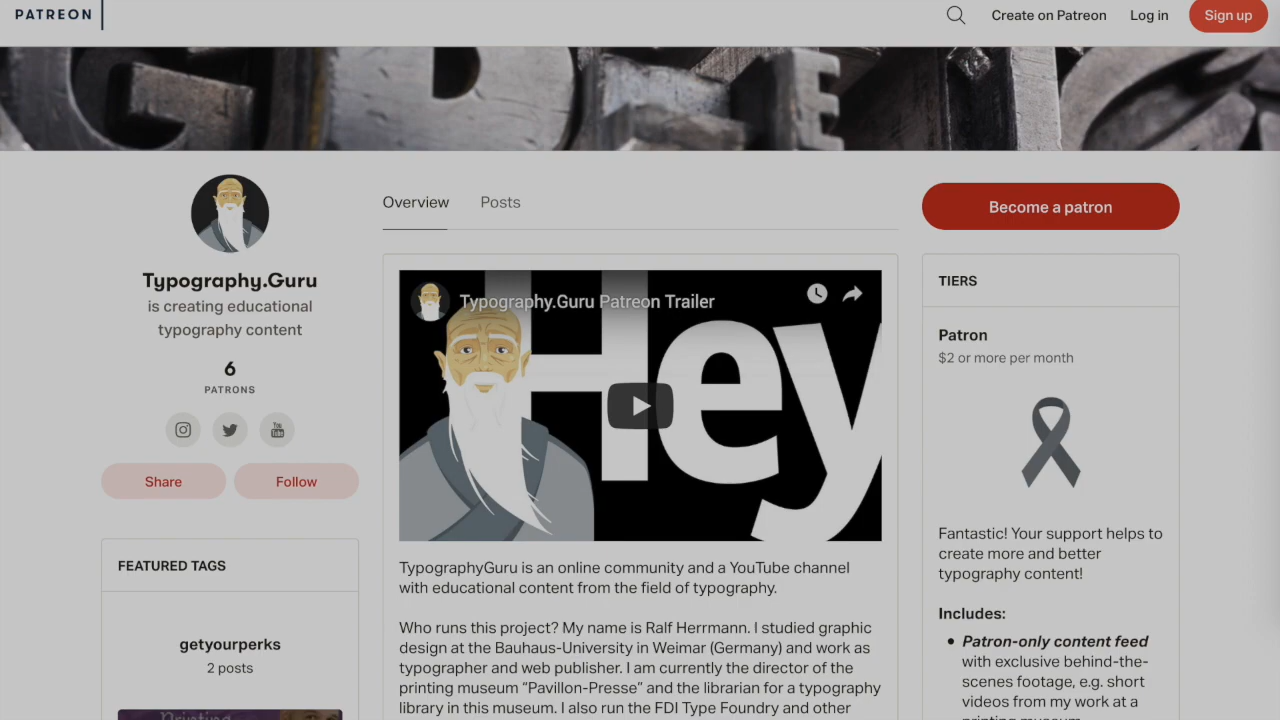 PATREON
Create on Patreon
Log in
Sign up
Typography.Guru
is creating educational
typography content
6
PATRONS
Share
Follow
FEATURED TAGS
getyourperks
2 posts
Printing
Overview
Posts
Typography.Guru Patreon Trailer
Hey
TypographyGuru is an online community and a YouTube channel
with educational content from the field of typography.
Who runs this project? My name is Ralf Herrmann. I studied graphic
design at the Bauhaus-University in Weimar (Germany) and work as
typographer and web publisher. I am currently the director of the
printing museum “Pavillon-Presse” and the librarian for a typography
library in this museum. I also run the FDI Type Foundry and other
Become a patron
TIERS
Patron
$2 or more per month
Fantastic! Your support helps to
create more and better
typography content!
Includes:
• Patron-only content feed
with exclusive behind-the-
scenes footage, e.g. short
videos from my work at a
printing museum